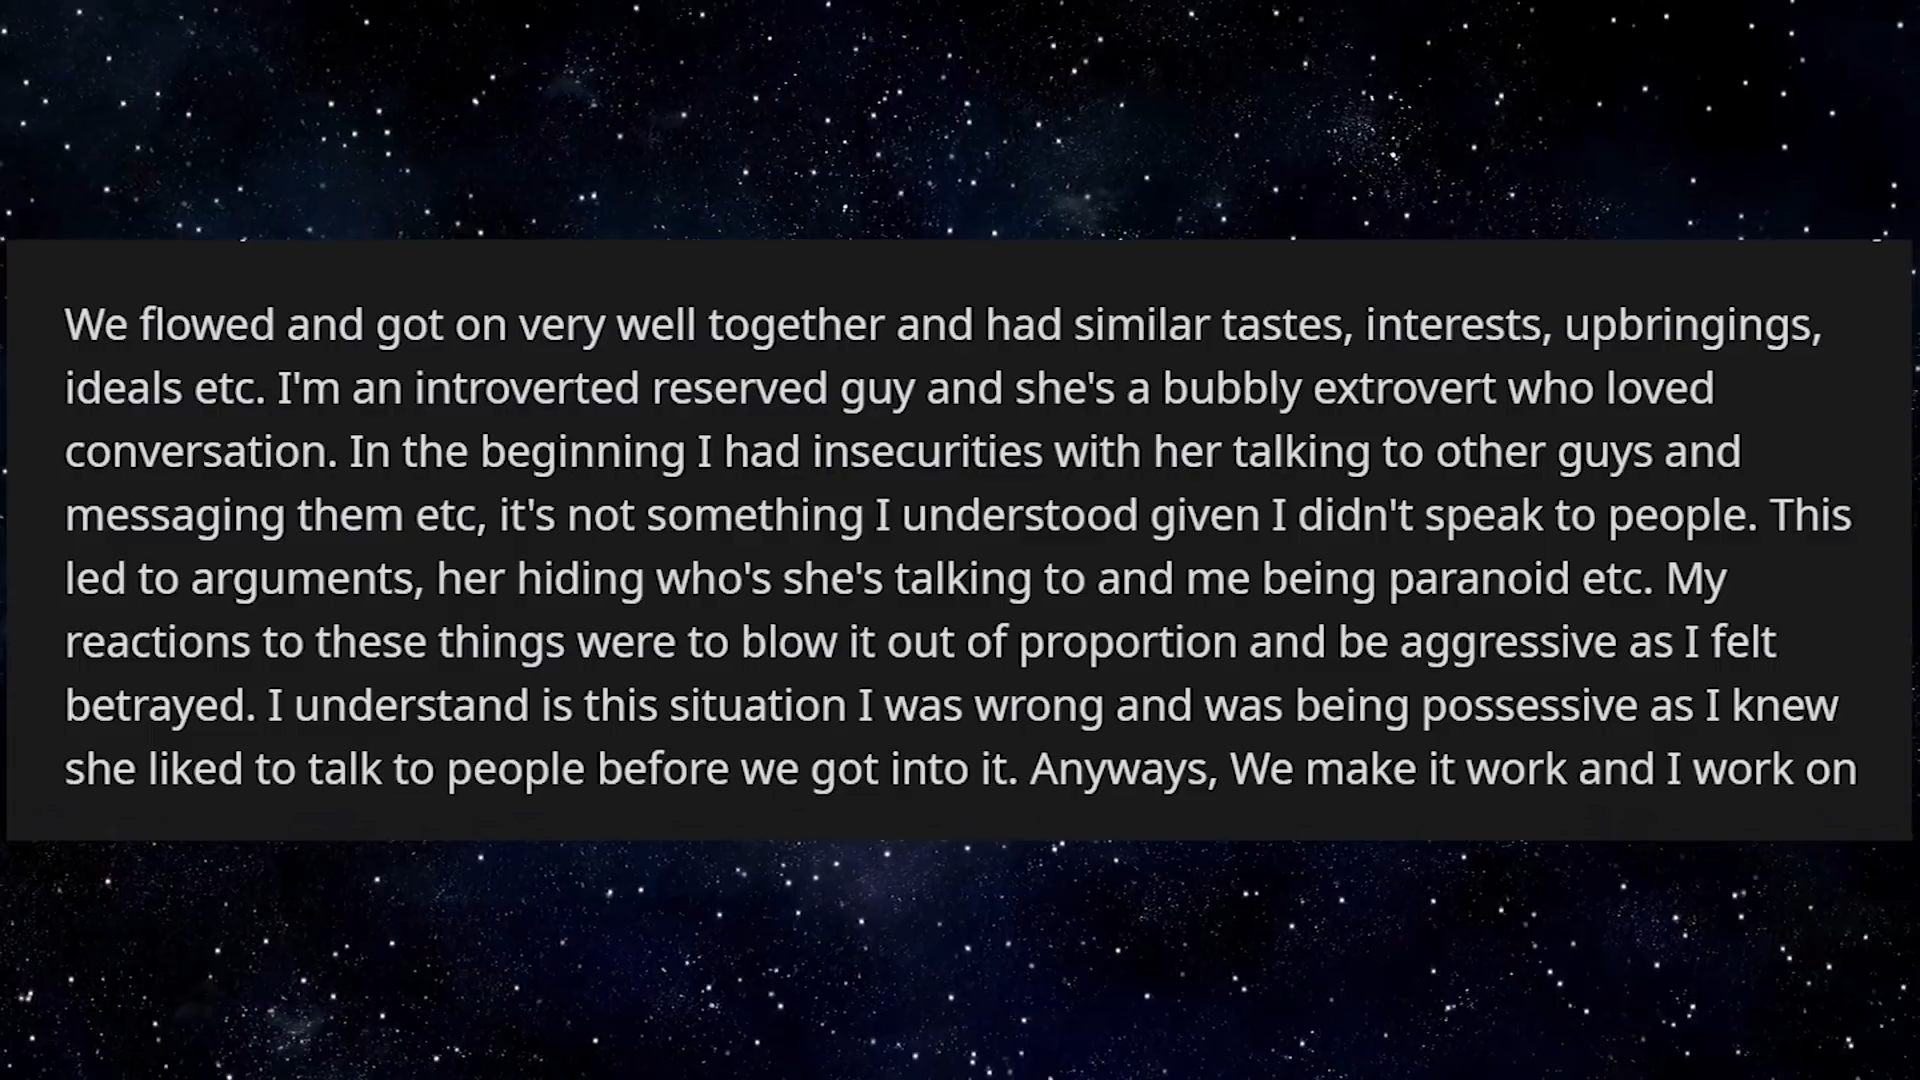 We flowed and got on very well together and had similar tastes, interests, upbringings,
ideals etc. I'm an introverted reserved guy and she's a bubbly extrovert who loved
conversation. In the beginning I had insecurities with her talking to other guys and
messaging them etc, it's not something I understood given I didn't speak to people. This
led to arguments, her hiding who's she's talking to and me being paranoid etc. My
reactions to these things were to blow it out of proportion and be aggressive as I felt
betrayed. I understand is this situation I was wrong and was being possessive as I knew
she liked to talk to people before we got into it. Anyways, We make it work and I work on